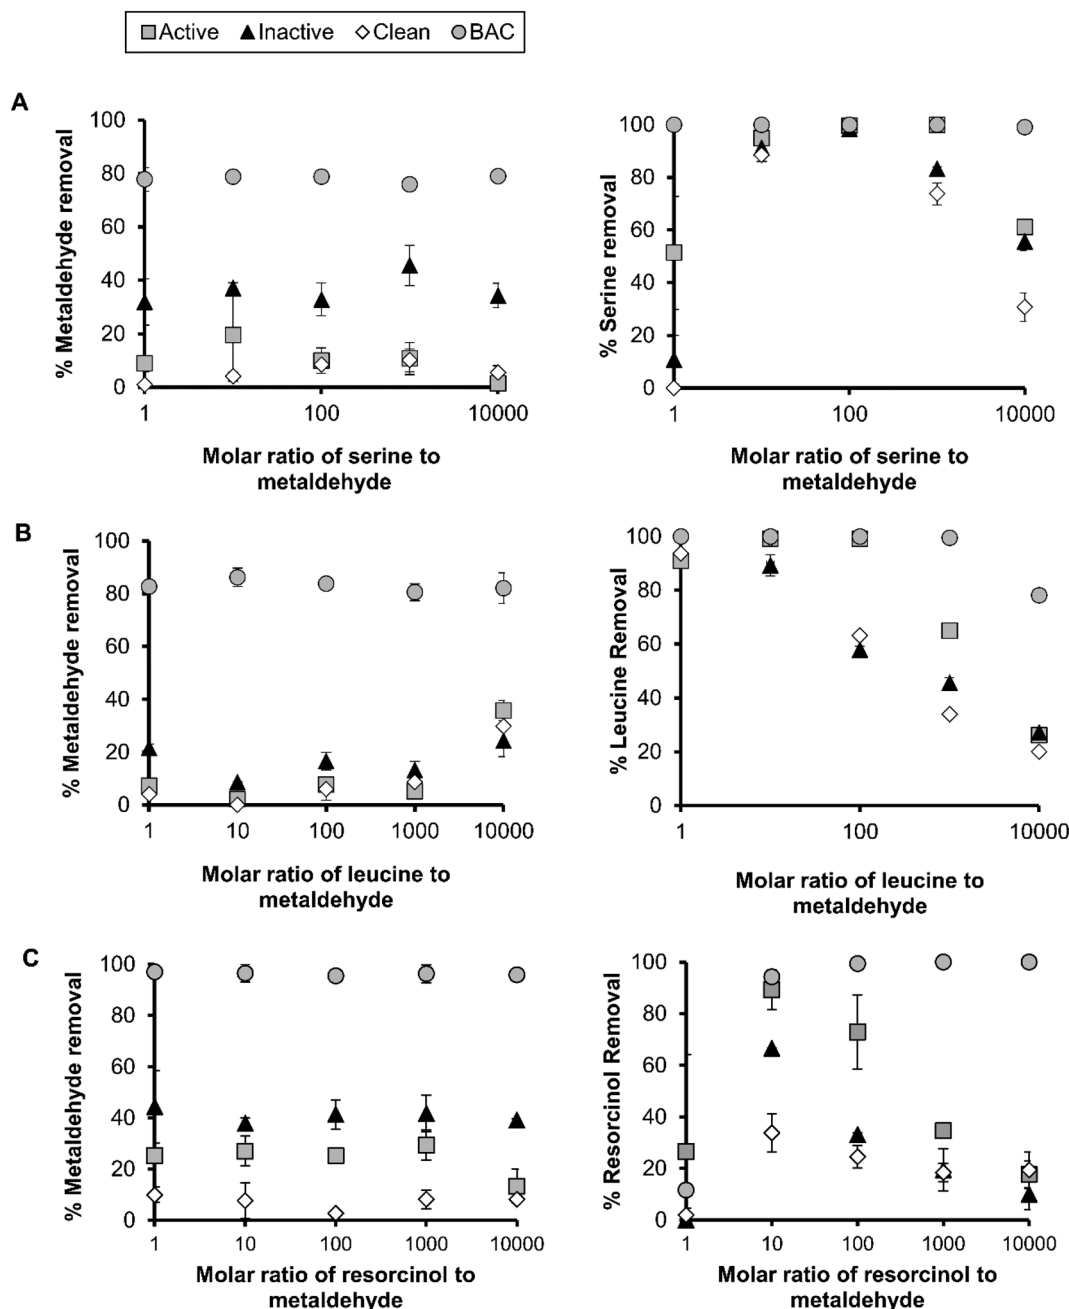 Active Inactive Clean BAC
A
% Metaldehyde removal
100
80
60
40
20
0
1 100 10000
Molar ratio of serine to
metaldehyde
% Serine removal
100
80
60
40
20
0
1 100 10000
Molar ratio of serine to
metaldehyde
B
% Metaldehyde removal
100
80
60
40
20
0
1 10 100 1000 10000
Molar ratio of leucine to
metaldehyde
% Leucine Removal
100
80
60
40
20
0
1 100 10000
Molar ratio of leucine to
metaldehyde
C
% Metaldehyde removal
100
80
60
40
20
0
1 10 100 1000 10000
Molar ratio of resorcinol to
metaldehyde
% Resorcinol Removal
100
80
60
40
20
0
1 10 100 1000 10000
Molar ratio of resorcinol to
metaldehyde